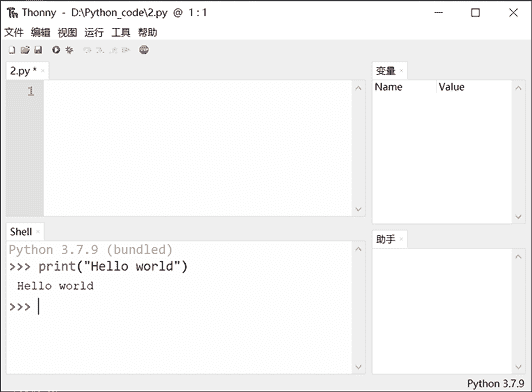 Thonny - D:\Python_code\2.py @ 1:1
文件 编辑 视图 运行 工具 帮助
2.py *
1
变量
Name Value
Shell
Python 3.7.9 (bundled)
>>> print("Hello world")
Hello world
>>>
助手
Python 3.7.9